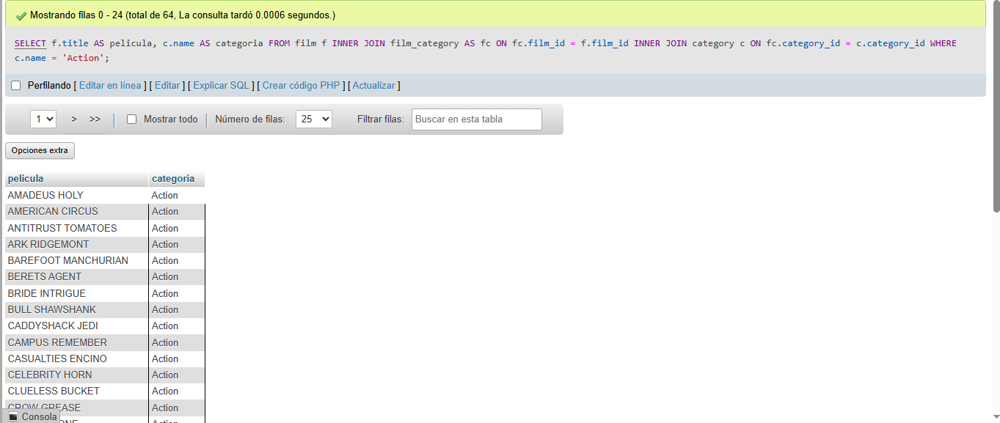 Mostrando filas 0 - 24 (total de 64, La consulta tardó 0.0006 segundos.)
SELECT f.title AS pelicula, c.name AS categoria FROM film f INNER JOIN film_category AS fc ON fc.film_id = f.film_id INNER JOIN category c ON fc.category_id = c.category_id WHERE
c.name = 'Action';
Perfilando [ Editar en línea ] [ Editar ] [ Explicar SQL ] [ Crear código PHP ] [ Actualizar ]
1 > >> | Mostrar todo | Número de filas: 25 Filtrar filas: Buscar en esta tabla
Opciones extra
pelicula categoria
AMADEUS HOLY Action
AMERICAN CIRCUS Action
ANTITRUST TOMATOES Action
ARK RIDGEMONT Action
BAREFOOT MANCHURIAN Action
BERETS AGENT Action
BRIDE INTRIGUE Action
BULL SHAWSHANK Action
CADDYSHACK JEDI Action
CAMPUS REMEMBER Action
CASUALTIES ENCINO Action
CELEBRITY HORN Action
CLUELESS BUCKET Action
CROW GREASE Action
Consola